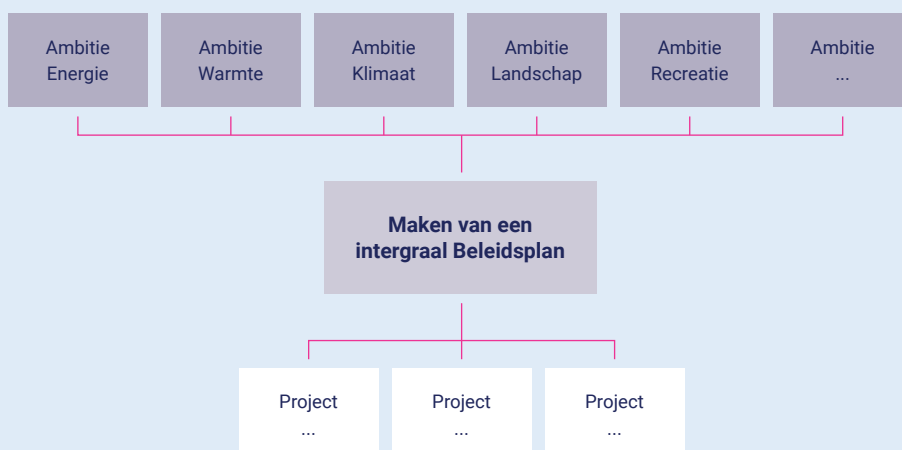 Ambitie
Energie
Ambitie
Warmte
Ambitie
Klimaat
Ambitie
Landschap
Ambitie
Recreatie
Ambitie
...
Maken van een
intergraal Beleidsplan
Project
...
Project
...
Project
...